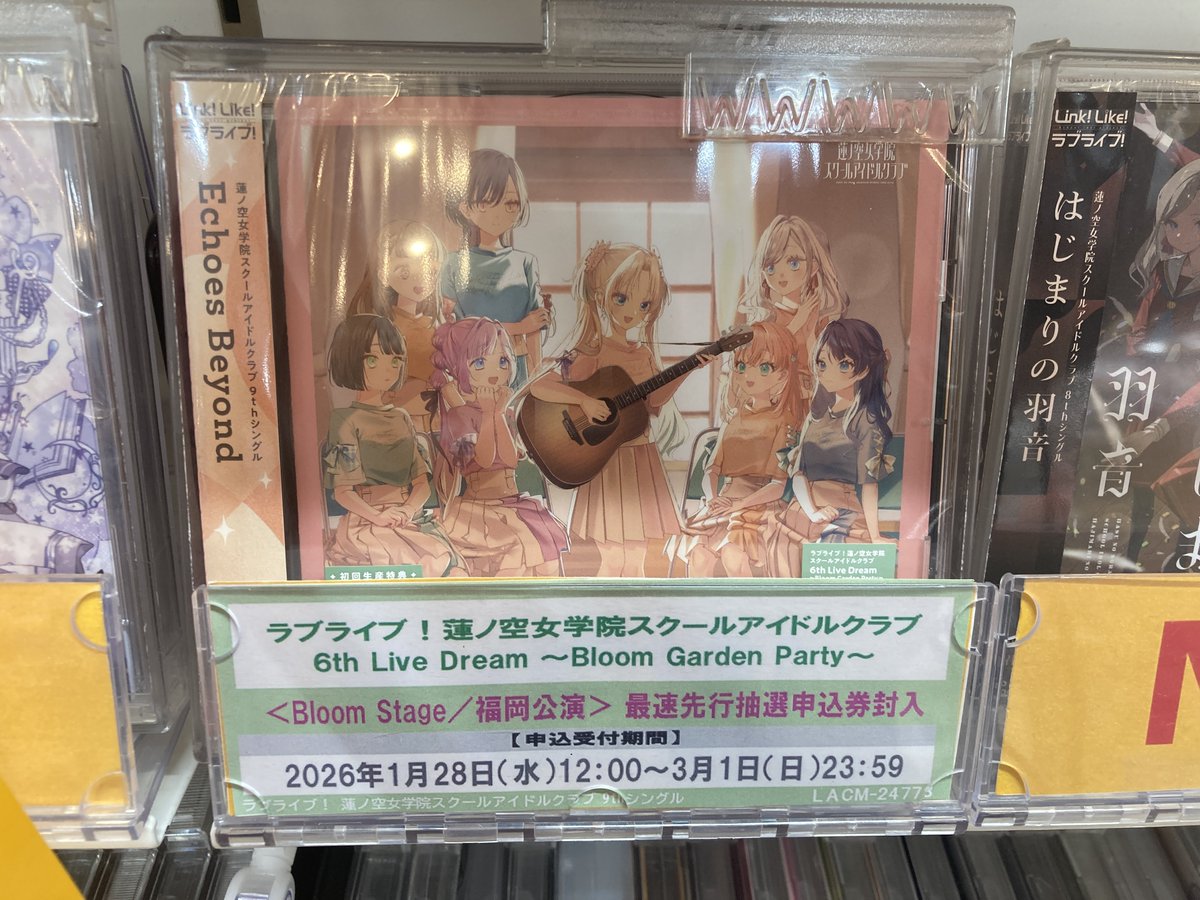 Link! Like!
ラブライブ!
蓮ノ空女学院スクールアイドルクラブ 9thシングル
Echoes Beyond
蓮ノ空女学院
スクールアイドルクラブ
初回生産特典
ラブライブ!蓮ノ空女学院
スクールアイドルクラブ
6th Live Dream
Link! Like!
ラブライブ!
蓮ノ空女学院スクールアイドルクラブ 8thシングル
はじまりの羽音
羽音
ラブライブ!蓮ノ空女学院スクールアイドルクラブ
6th Live Dream ～Bloom Garden Party～
＜Bloom Stage／福岡公演＞ 最速先行抽選申込券封入
【申込受付期間】
2026年1月28日(水)12:00～3月1日(日)23:59
ラブライブ! 蓮ノ空女学院スクールアイドルクラブ 9thシングル LACM-24773